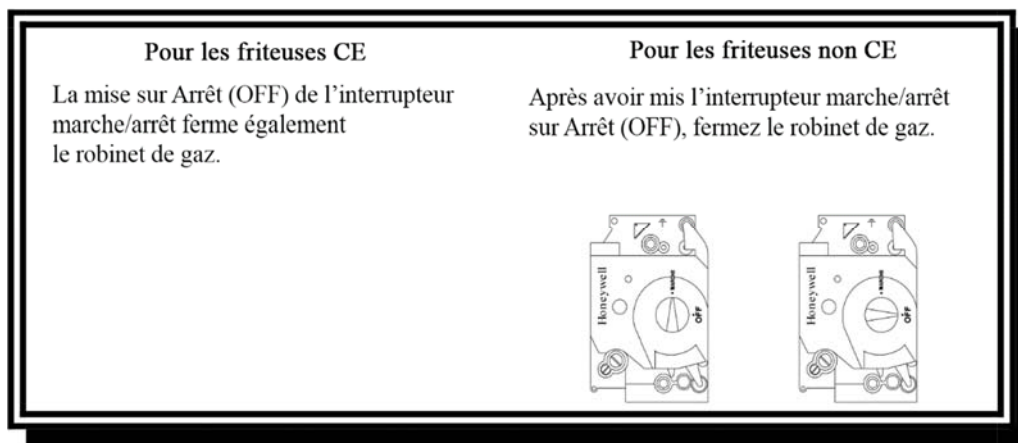 Pour les friteuses CE
La mise sur Arrêt (OFF) de l’interrupteur
marche/arrêt ferme également
le robinet de gaz.
Pour les friteuses non CE
Après avoir mis l’interrupteur marche/arrêt
sur Arrêt (OFF), fermez le robinet de gaz.
Honeywell
MARCHE
OFF
Honeywell
MARCHE
OFF